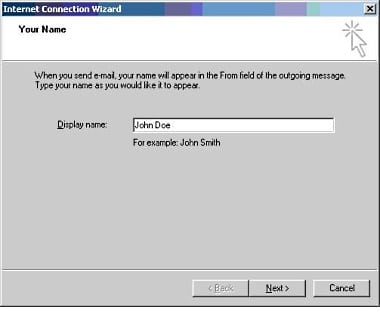 Internet Connection Wizard
Your Name
When you send e-mail, your name will appear in the From field of the outgoing message.
Type your name as you would like it to appear.
Display name: John Doe
For example: John Smith
< Back Next > Cancel